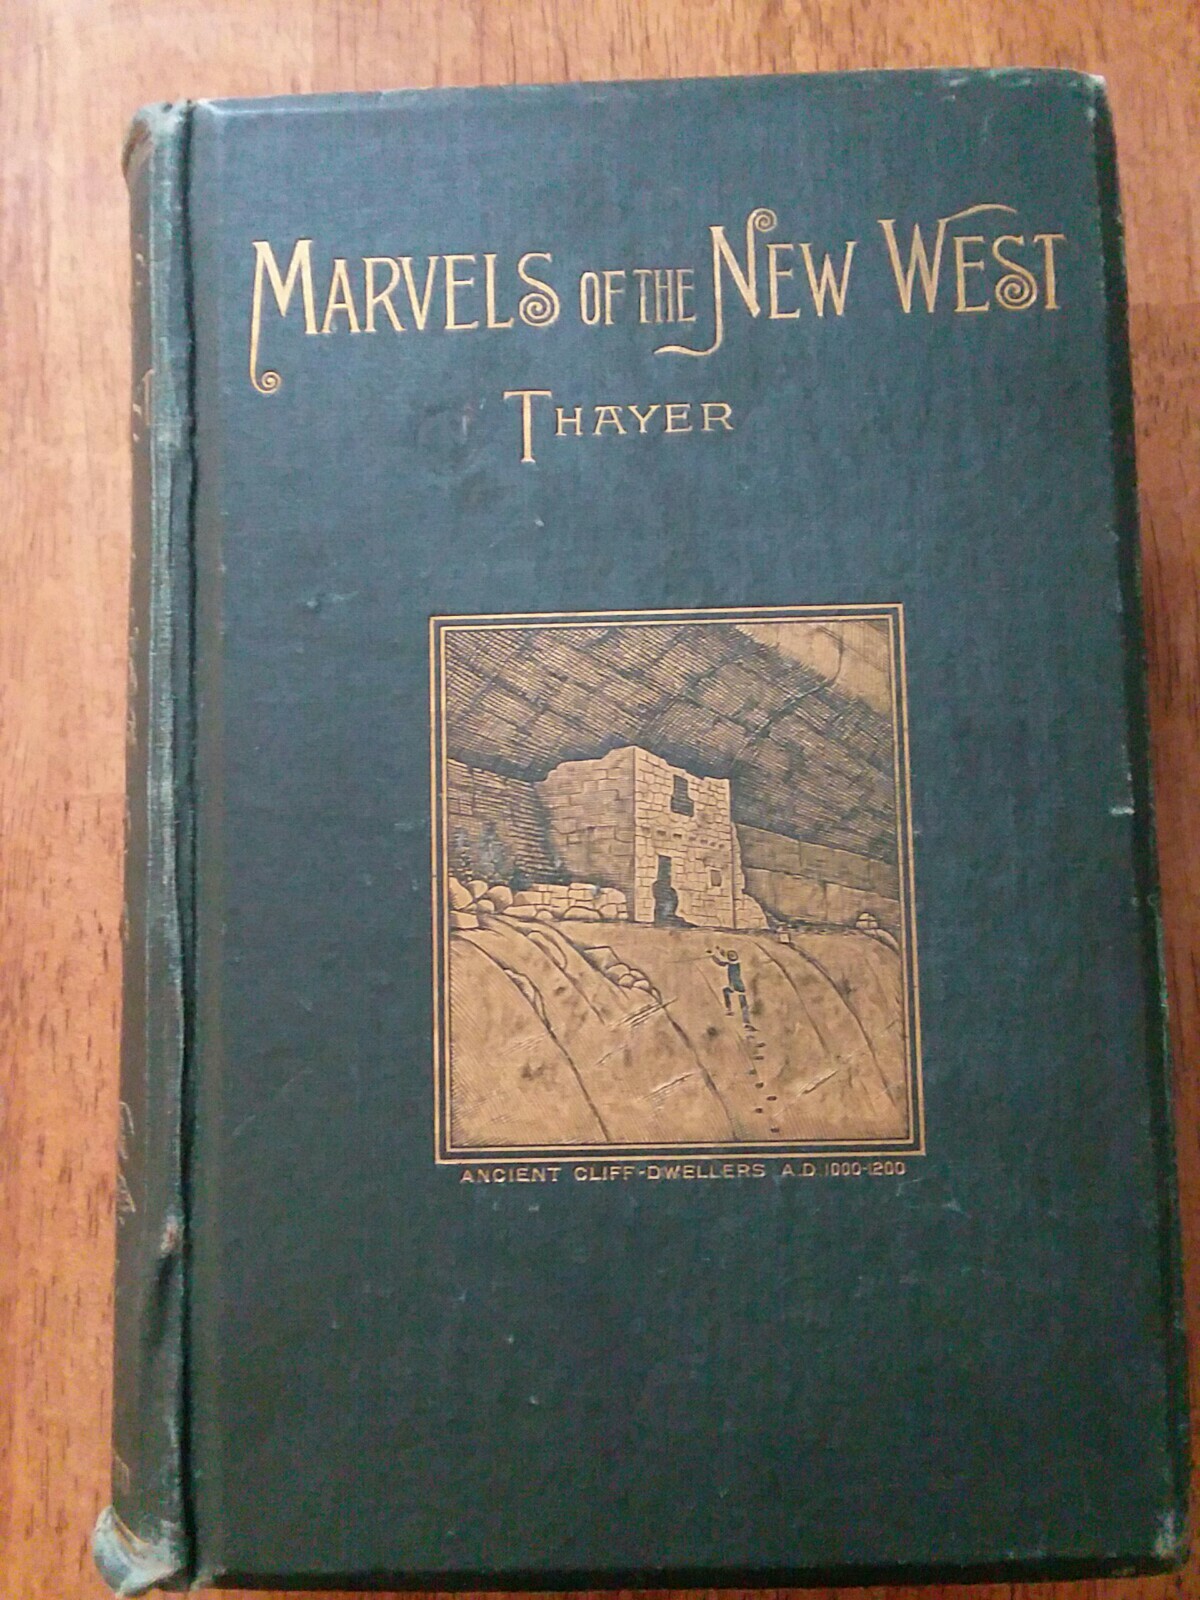 MARVELS OF THE NEW WEST
THAYER
ANCIENT CLIFF-DWELLERS A.D. 1000-1200